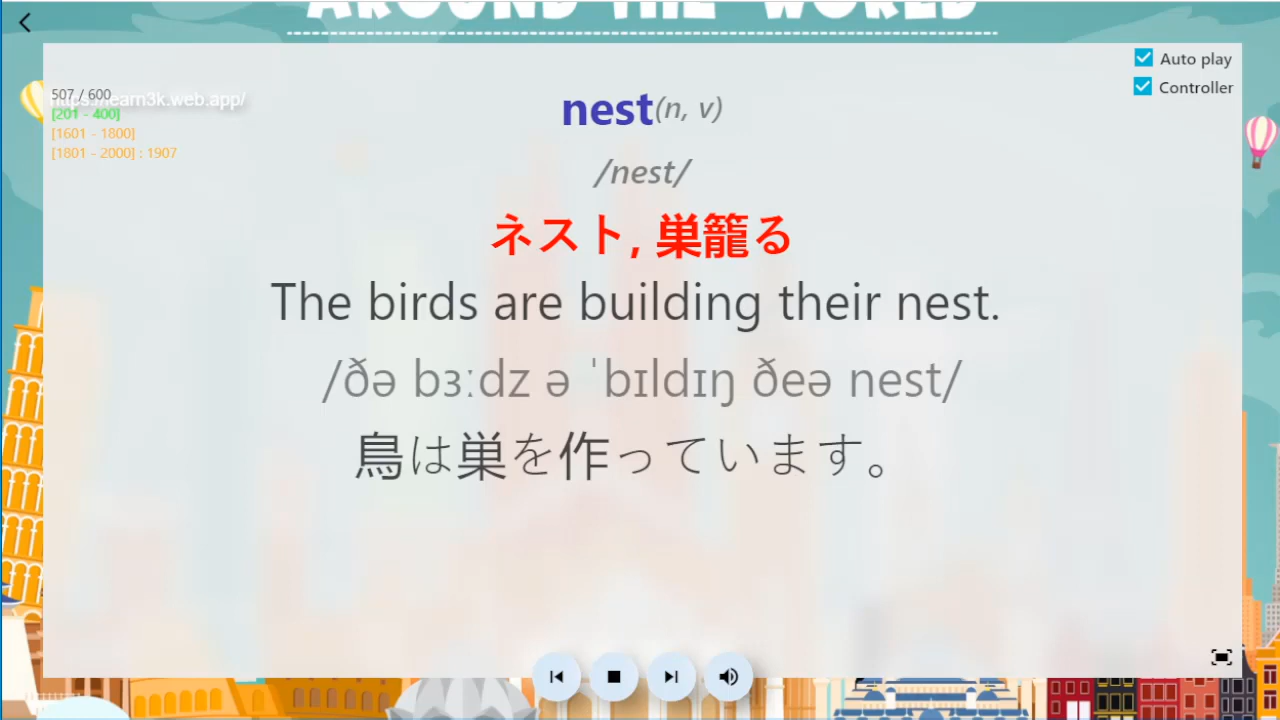 AROUND THE WORLD
Auto play
Controller
507 / 600
https://learn3k.web.app/
[201 - 400]
[1601 - 1800]
[1801 - 2000] : 1907
nest(n, v)
/nest/
ネスト, 巣籠る
The birds are building their nest.
/ðə bɜːdz ə ˈbɪldɪŋ ðeə nest/
鳥は巣を作っています。